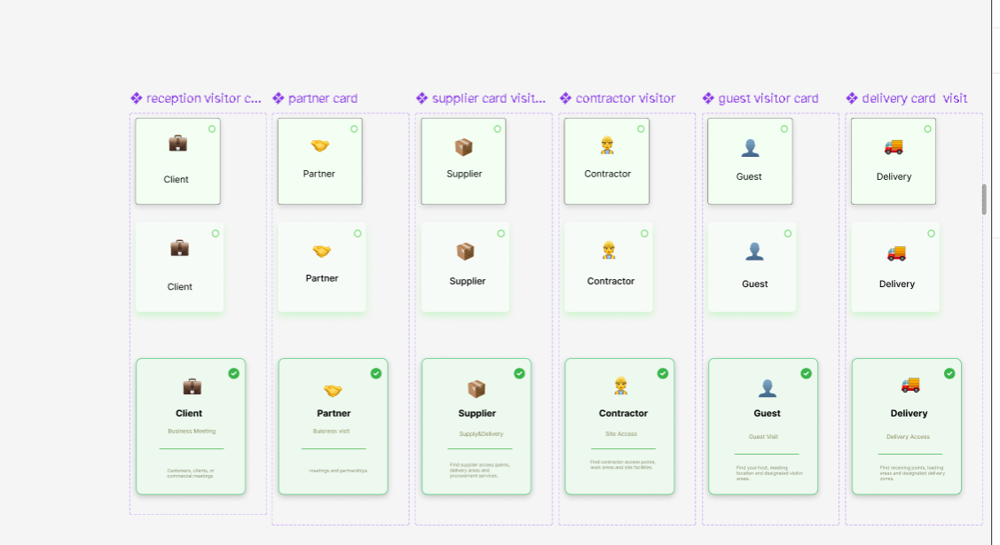 reception visitor c...
partner card
supplier card visit...
contractor visitor
guest visitor card
delivery card visit
Client
Partner
Supplier
Contractor
Guest
Delivery
Client
Partner
Supplier
Contractor
Guest
Delivery
Client
Business Meeting
Customers, clients, or
commercial meetings
Partner
Buisness visit
meetings and partnerships
Supplier
Supply&Delivery
Find supplier access points,
delivery areas and
procurement services.
Contractor
Site Access
Find contractor access points,
work areas and site facilities.
Guest
Guest Visit
Find your host, meeting
location and designated visitor
areas.
Delivery
Delivery Access
Find receiving points, loading
areas and designated delivery
zones.